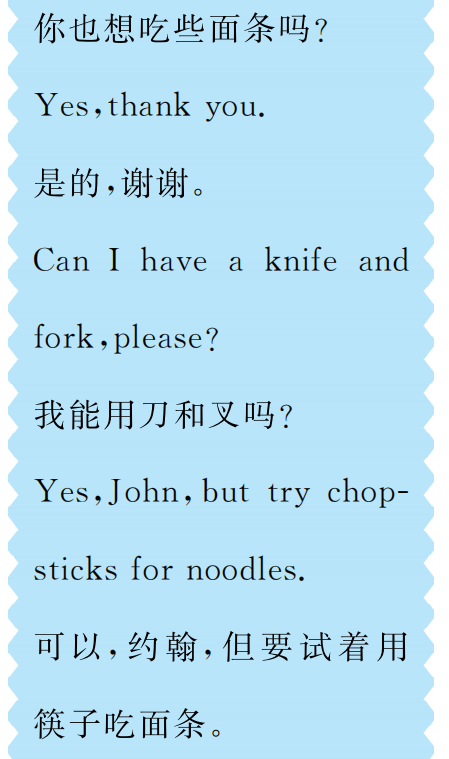 你也想吃些面条吗?
Yes,thank you.
是的,谢谢。
Can I have a knife and
fork,please?
我能用刀和叉吗?
Yes,John,but try chop-
sticks for noodles.
可以,约翰,但要试着用
筷子吃面条。